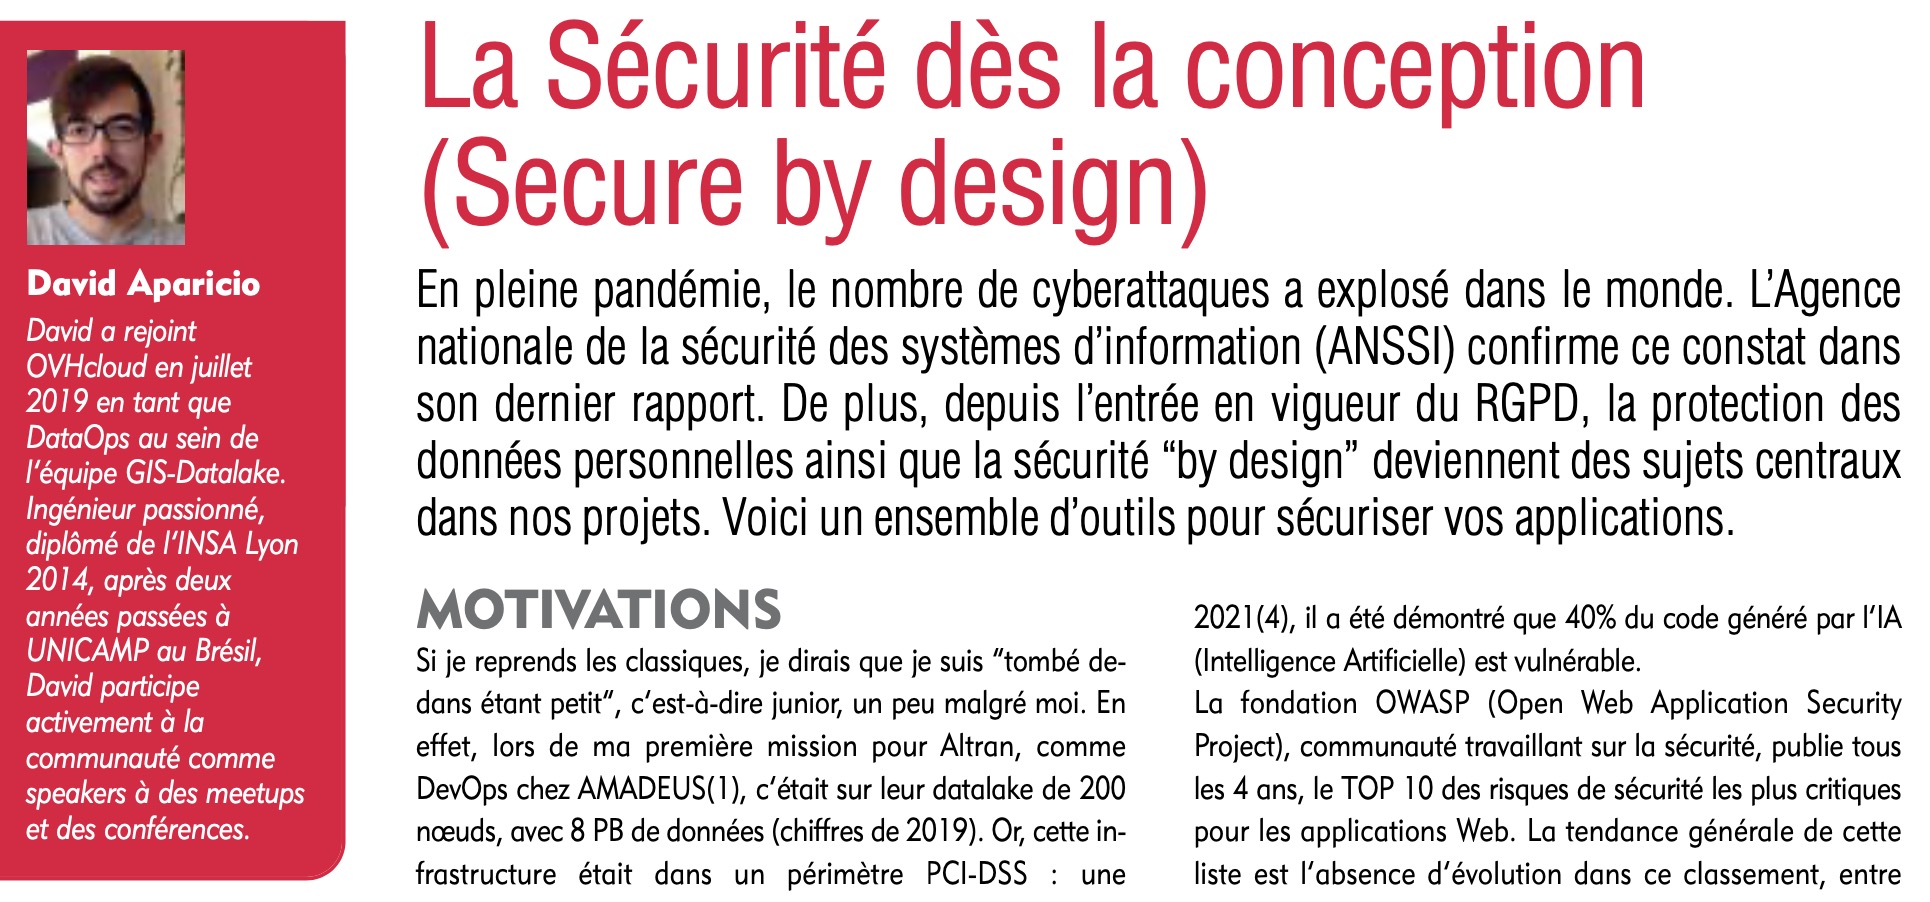 La Sécurité dès la conception
(Secure by design)
David Aparicio
David a rejoint
OVHcloud en juillet
2019 en tant que
DataOps au sein de
l’équipe GIS-Datalake.
Ingénieur passionné,
diplômé de l’INSA Lyon
2014, après deux
années passées à
UNICAMP au Brésil,
David participe
activement à la
communauté comme
speakers à des meetups
et des conférences.
En pleine pandémie, le nombre de cyberattaques a explosé dans le monde. L’Agence
nationale de la sécurité des systèmes d’information (ANSSI) confirme ce constat dans
son dernier rapport. De plus, depuis l’entrée en vigueur du RGPD, la protection des
données personnelles ainsi que la sécurité “by design” deviennent des sujets centraux
dans nos projets. Voici un ensemble d’outils pour sécuriser vos applications.
MOTIVATIONS
Si je reprends les classiques, je dirais que je suis “tombé de-
dans étant petit“, c’est-à-dire junior, un peu malgré moi. En
effet, lors de ma première mission pour Altran, comme
DevOps chez AMADEUS(1), c’était sur leur datalake de 200
nœuds, avec 8 PB de données (chiffres de 2019). Or, cette in-
frastructure était dans un périmètre PCI-DSS : une
2021(4), il a été démontré que 40% du code généré par l’IA
(Intelligence Artificielle) est vulnérable.
La fondation OWASP (Open Web Application Security
Project), communauté travaillant sur la sécurité, publie tous
les 4 ans, le TOP 10 des risques de sécurité les plus critiques
pour les applications Web. La tendance générale de cette
liste est l’absence d’évolution dans ce classement, entre